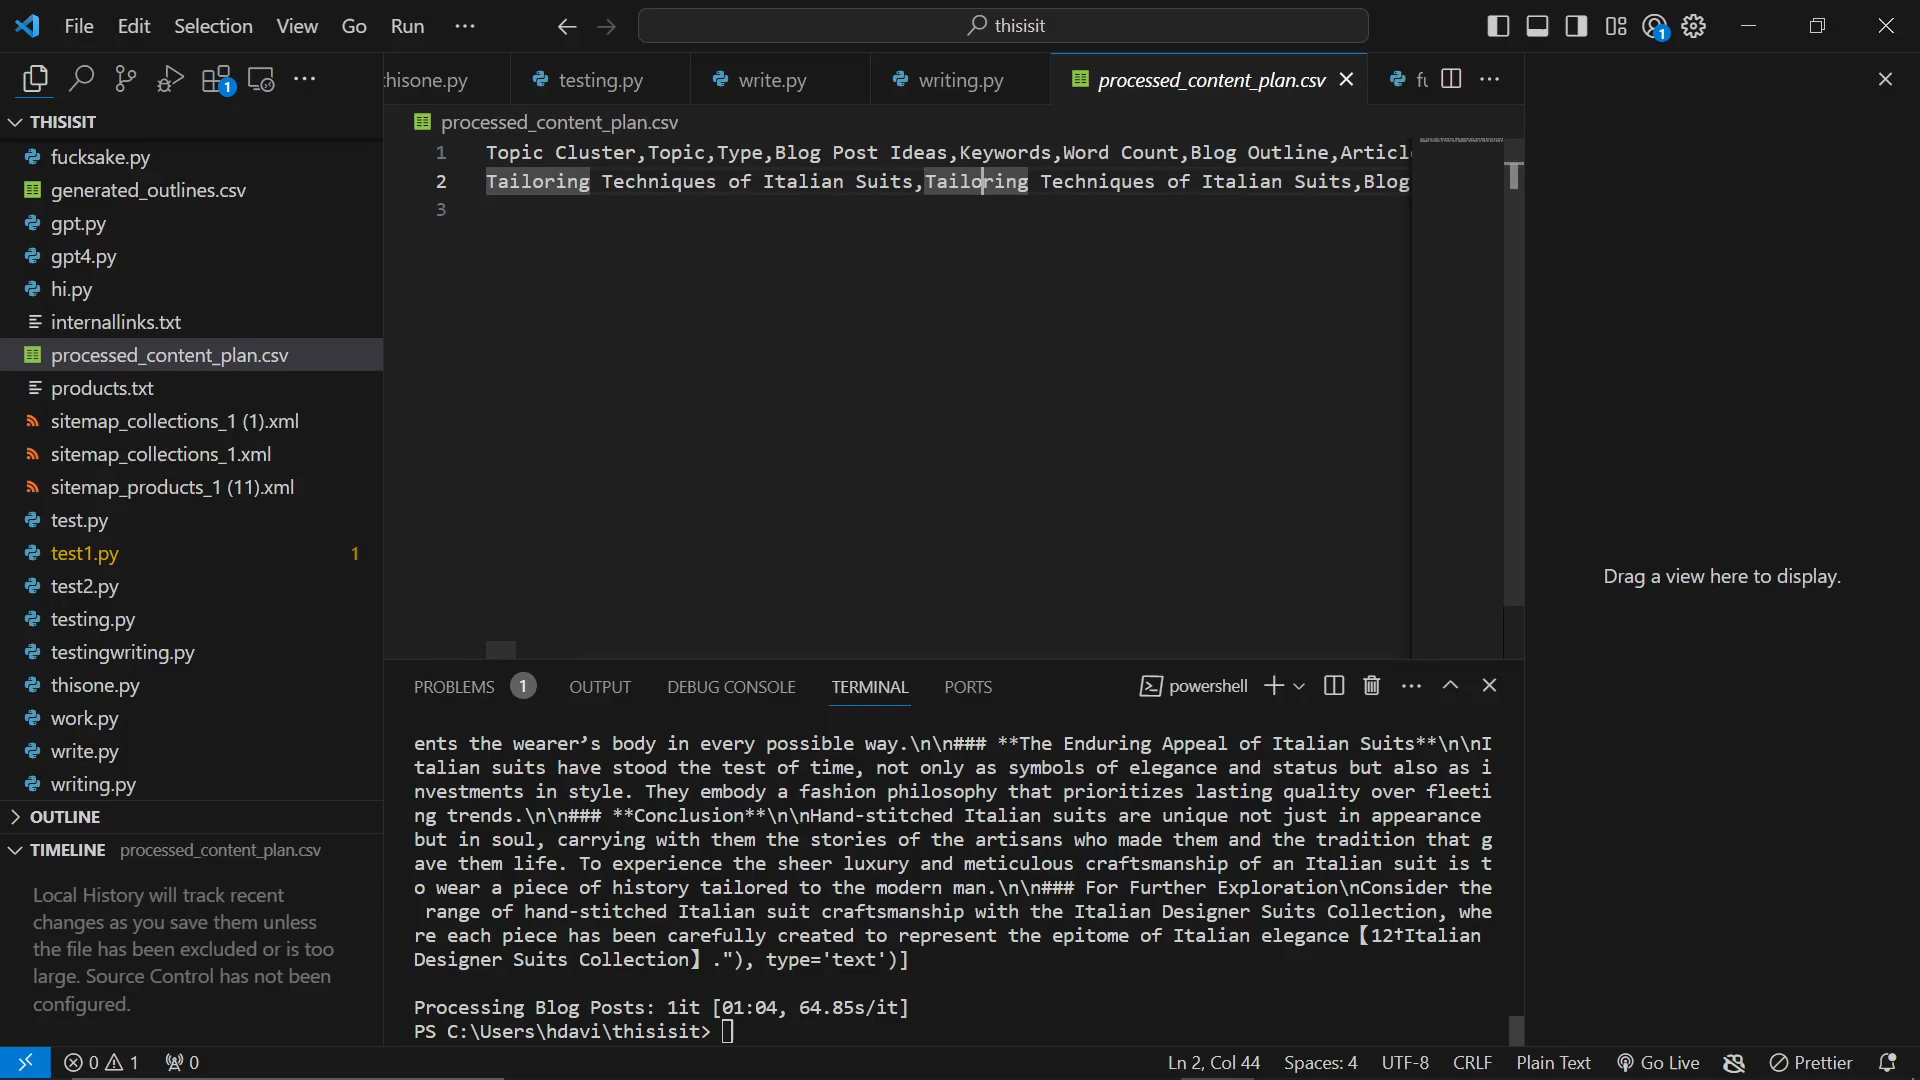 File Edit Selection View Go Run ···
thisisit
1
1
THISISIT
fucksake.py
generated_outlines.csv
gpt.py
gpt4.py
hi.py
internallinks.txt
processed_content_plan.csv
products.txt
sitemap_collections_1 (1).xml
sitemap_collections_1.xml
sitemap_products_1 (11).xml
test.py
test1.py 1
test2.py
testing.py
testingwriting.py
thisone.py
work.py
write.py
writing.py
OUTLINE
TIMELINE processed_content_plan.csv
Local History will track recent
changes as you save them unless
the file has been excluded or is too
large. Source Control has not been
configured.
hisone.py testing.py write.py writing.py processed_content_plan.csv
processed_content_plan.csv
1 Topic Cluster,Topic,Type,Blog Post Ideas,Keywords,Word Count,Blog Outline,Articl
2 Tailoring Techniques of Italian Suits,Tailoring Techniques of Italian Suits,Blog
3
PROBLEMS 1 OUTPUT DEBUG CONSOLE TERMINAL PORTS powershell
ents the wearer’s body in every possible way.\n\n### **The Enduring Appeal of Italian Suits**\n\nI
talian suits have stood the test of time, not only as symbols of elegance and status but also as i
nvestments in style. They embody a fashion philosophy that prioritizes lasting quality over fleeti
ng trends.\n\n### **Conclusion**\n\nHand-stitched Italian suits are unique not just in appearance
but in soul, carrying with them the stories of the artisans who made them and the tradition that g
ave them life. To experience the sheer luxury and meticulous craftsmanship of an Italian suit is t
o wear a piece of history tailored to the modern man.\n\n### For Further Exploration\nConsider the
range of hand-stitched Italian suit craftsmanship with the Italian Designer Suits Collection, whe
re each piece has been carefully created to represent the epitome of Italian elegance【12†Italian
Designer Suits Collection】."), type='text')]
Processing Blog Posts: 1it [01:04, 64.85s/it]
PS C:\Users\hdavi\thisisit>
Drag a view here to display.
0 1 0
Ln 2, Col 44 Spaces: 4 UTF-8 CRLF Plain Text Go Live Prettier